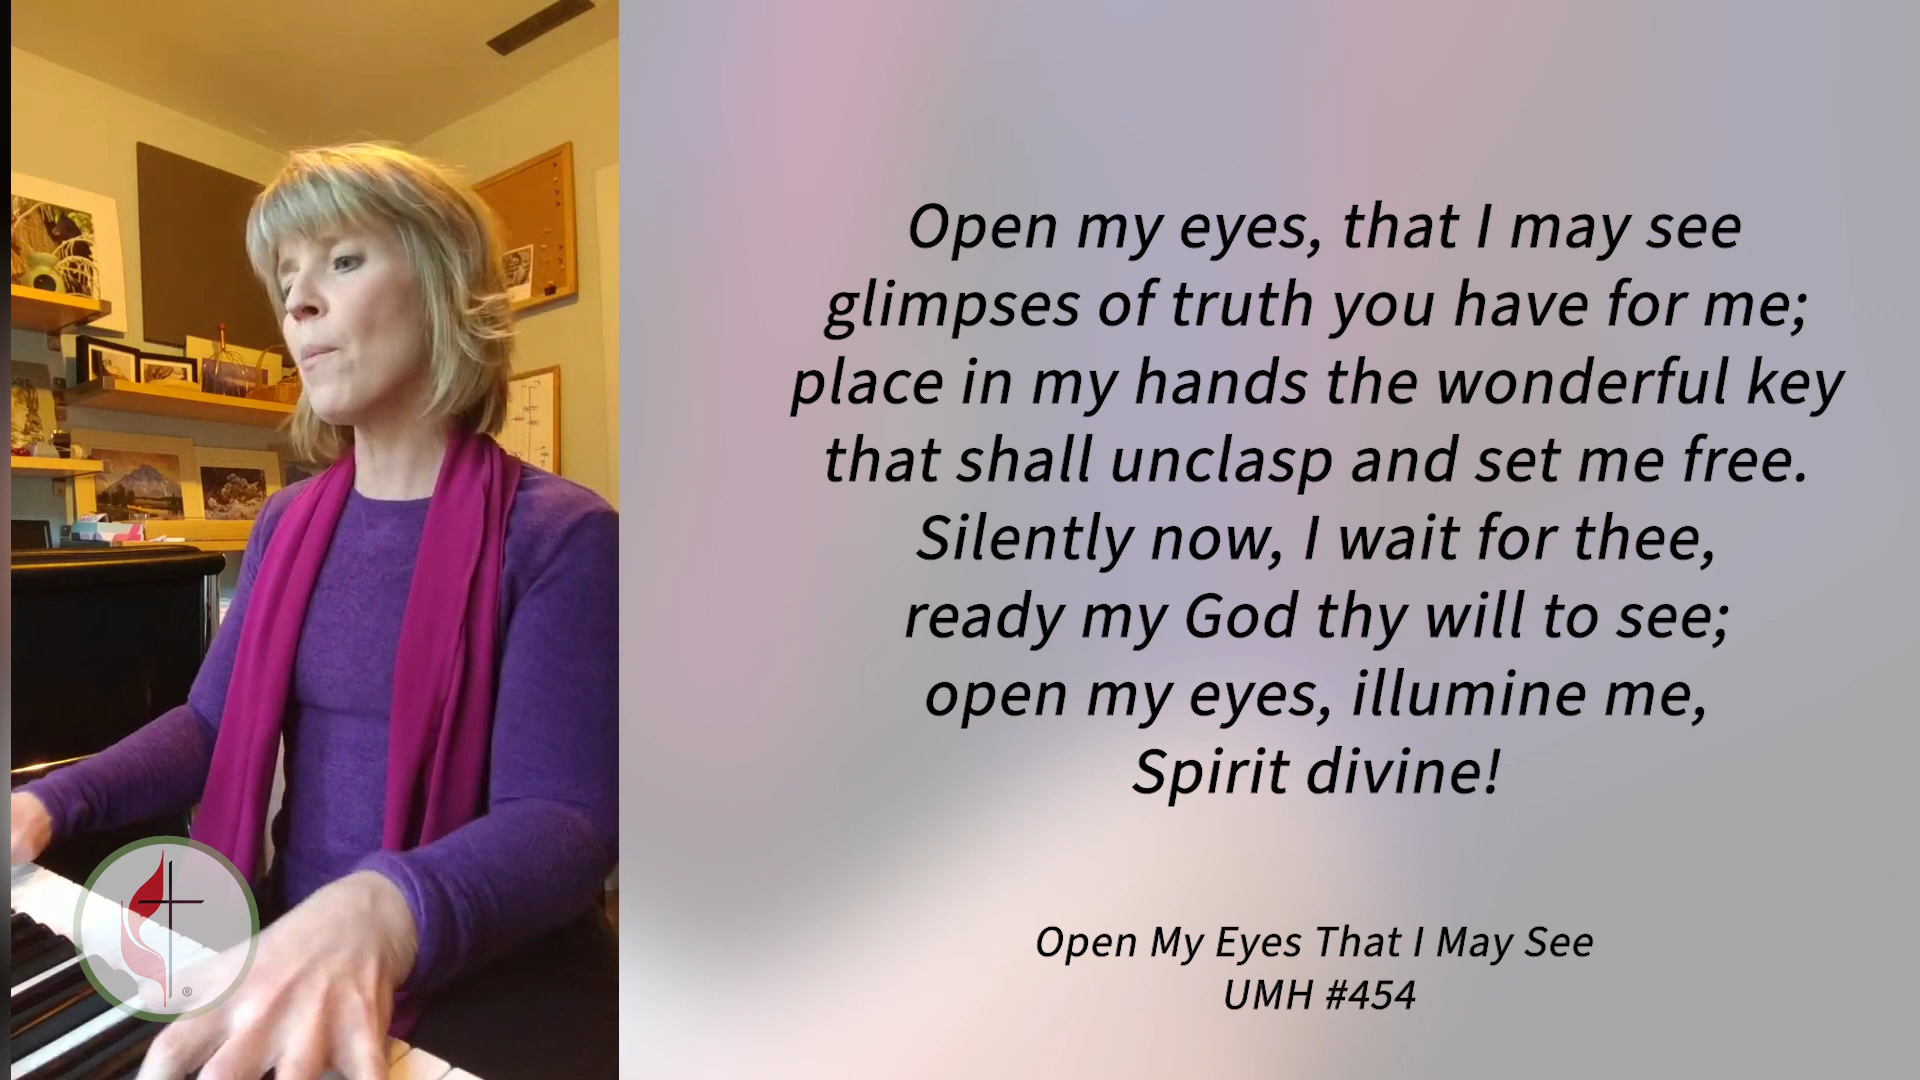 Open my eyes, that I may see
glimpses of truth you have for me;
place in my hands the wonderful key
that shall unclasp and set me free.
Silently now, I wait for thee,
ready my God thy will to see;
open my eyes, illumine me,
Spirit divine!
Open My Eyes That I May See
UMH #454
®